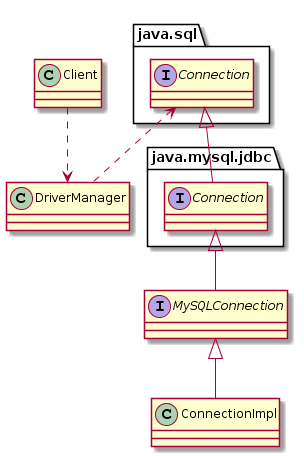 java.sql
C Client
I Connection
java.mysql.jdbc
C DriverManager
I Connection
I MySQLConnection
C ConnectionImpl